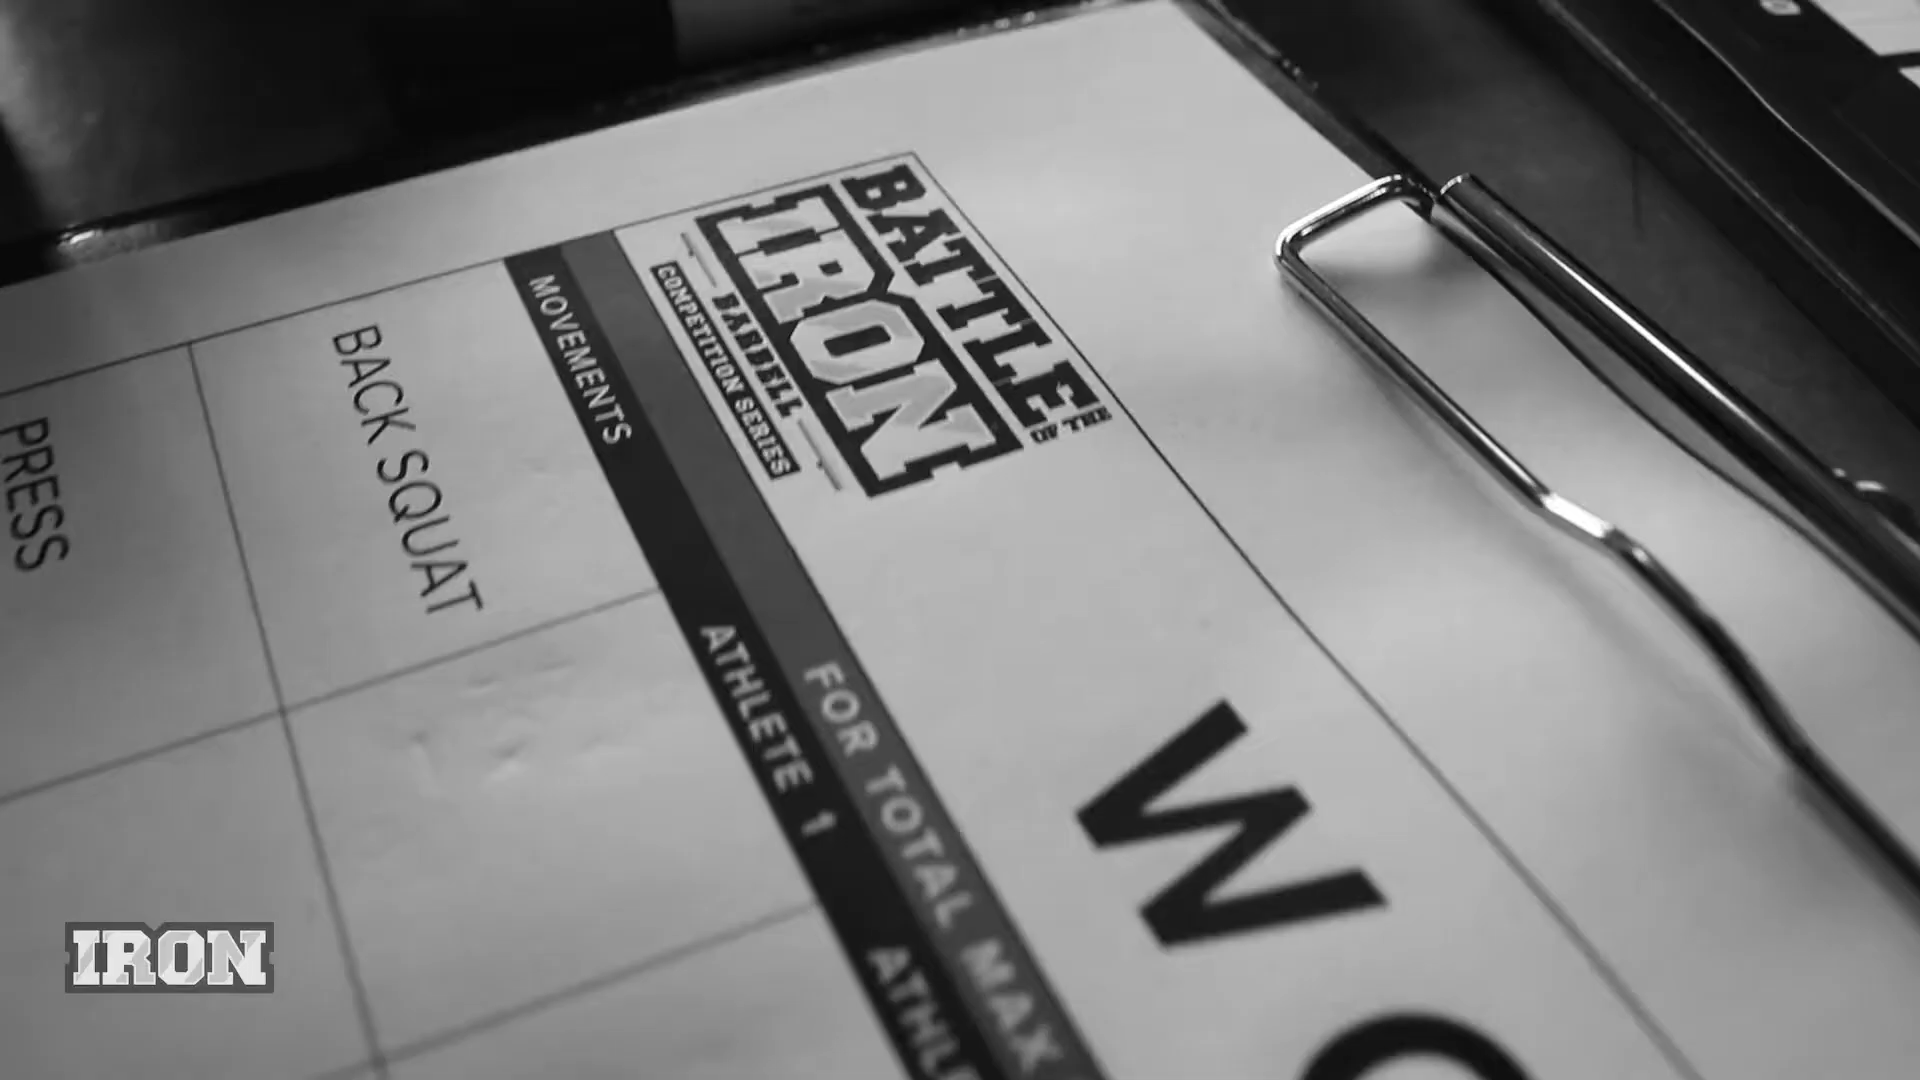 BATTLE
OF THE
IRON
BARBELL
COMPETITION SERIES
FOR TOTAL MAX
MOVEMENTS
ATHLETE 1
BACK SQUAT
PRESS
IRON